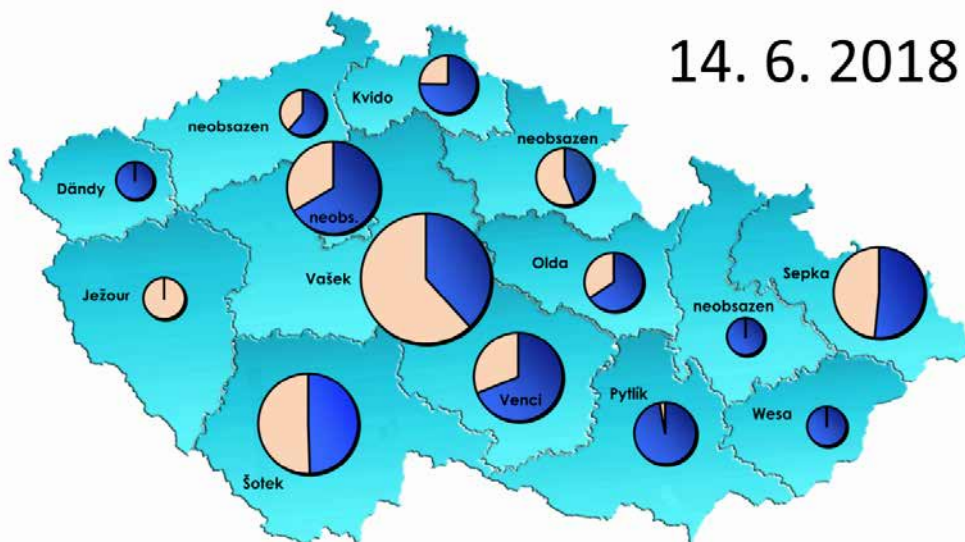 14. 6. 2018
Kvido
neobsazen
neobsazen
Dändy
neobs.
Olda
Vašek
Sepka
Ježour
neobsazen
Pytlík
Venci
Wesa
Šotek